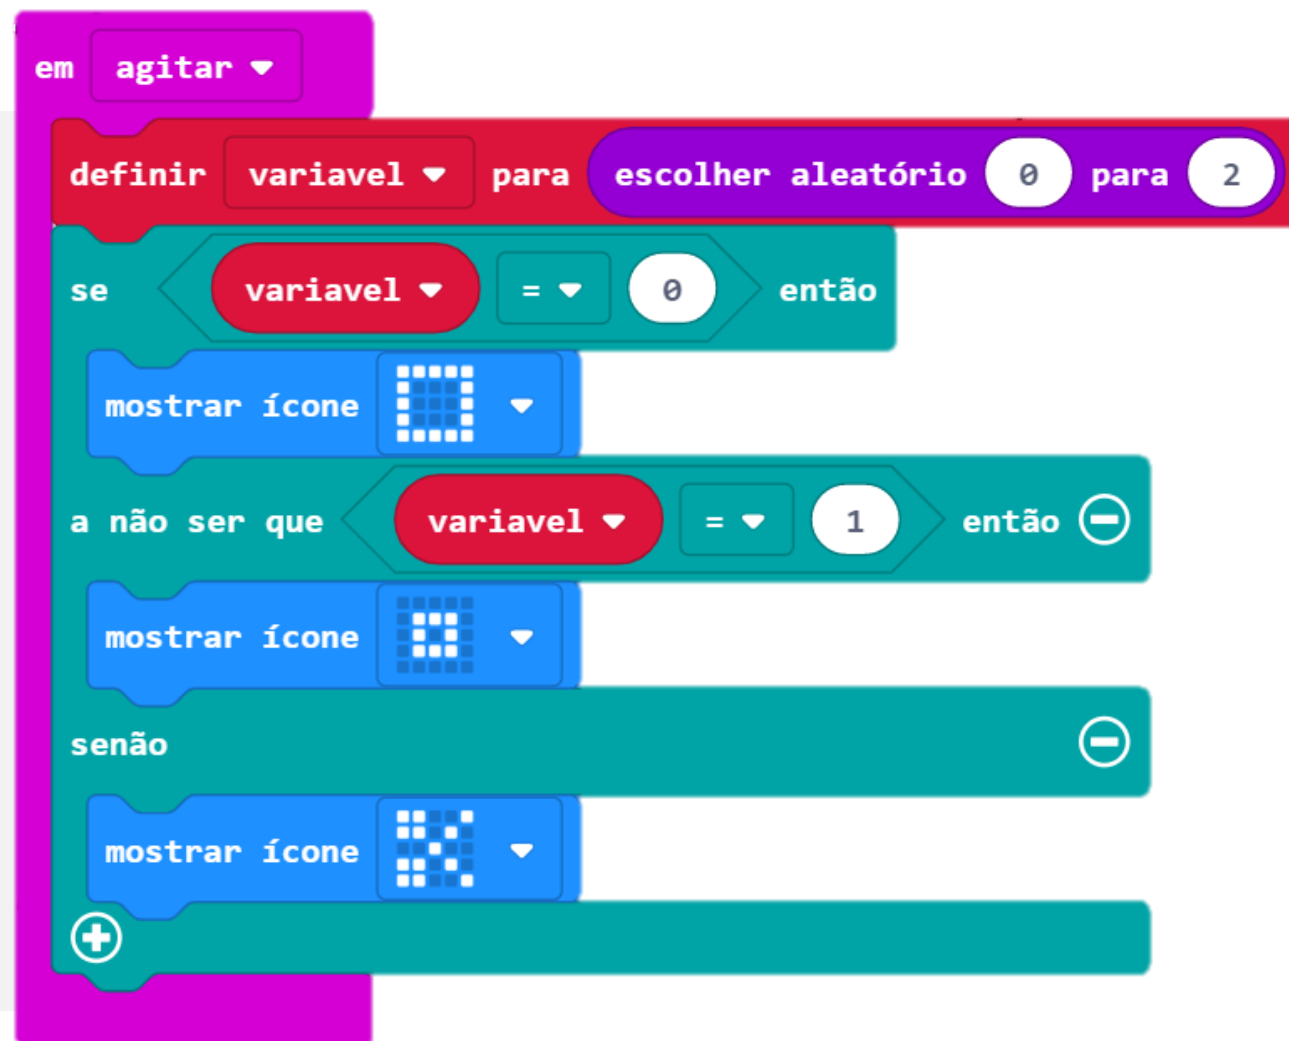 em agitar
definir variavel para escolher aleatório 0 para 2
se variavel = 0 então
mostrar ícone
a não ser que variavel = 1 então
mostrar ícone
senão
mostrar ícone